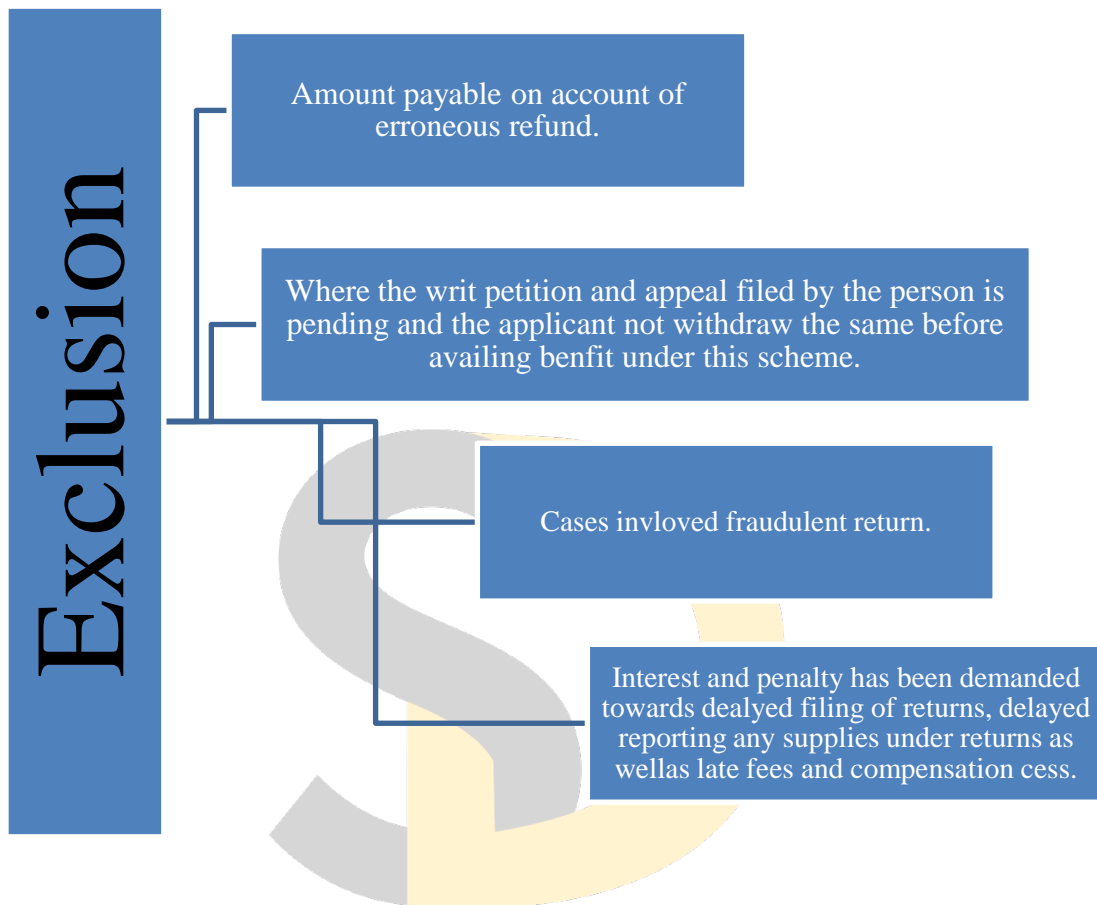 Exclusion
Amount payable on account of
erroneous refund.
Where the writ petition and appeal filed by the person is
pending and the applicant not withdraw the same before
availing benfit under this scheme.
Cases invloved fraudulent return.
Interest and penalty has been demanded
towards dealyed filing of returns, delayed
reporting any supplies under returns as
wellas late fees and compensation cess.